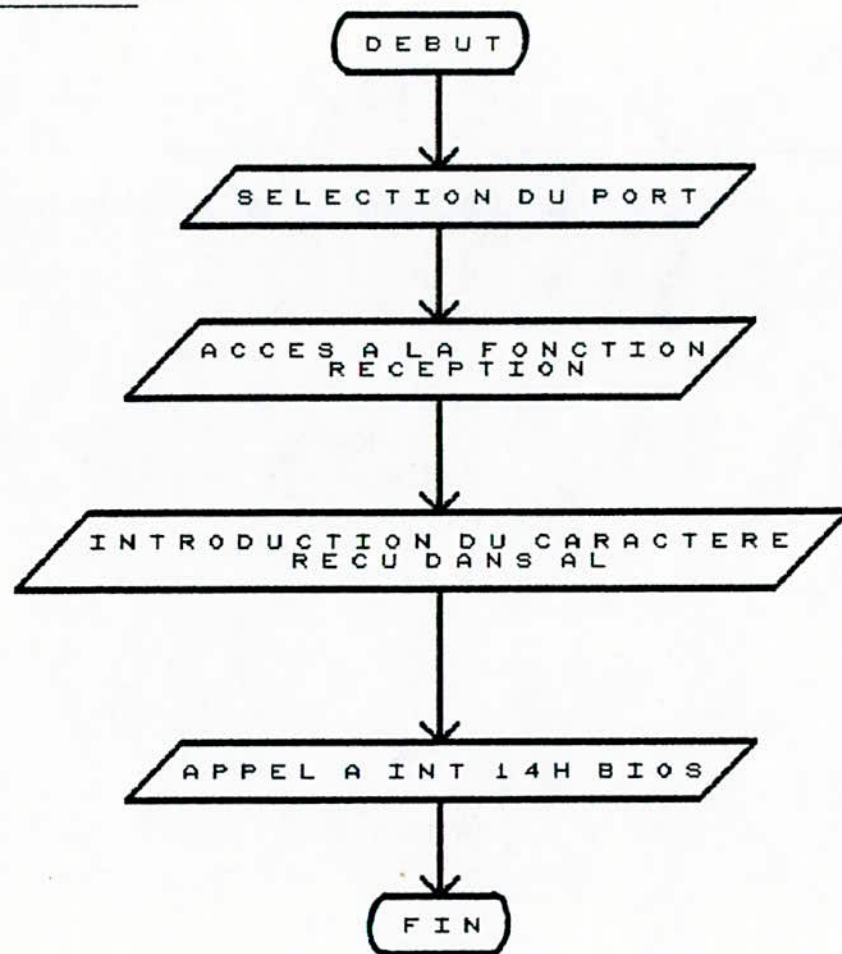 DEBUT
SELECTION DU PORT
ACCES A LA FONCTION
RECEPTION
INTRODUCTION DU CARACTERE
RECU DANS AL
APPEL A INT 14H BIOS
FIN